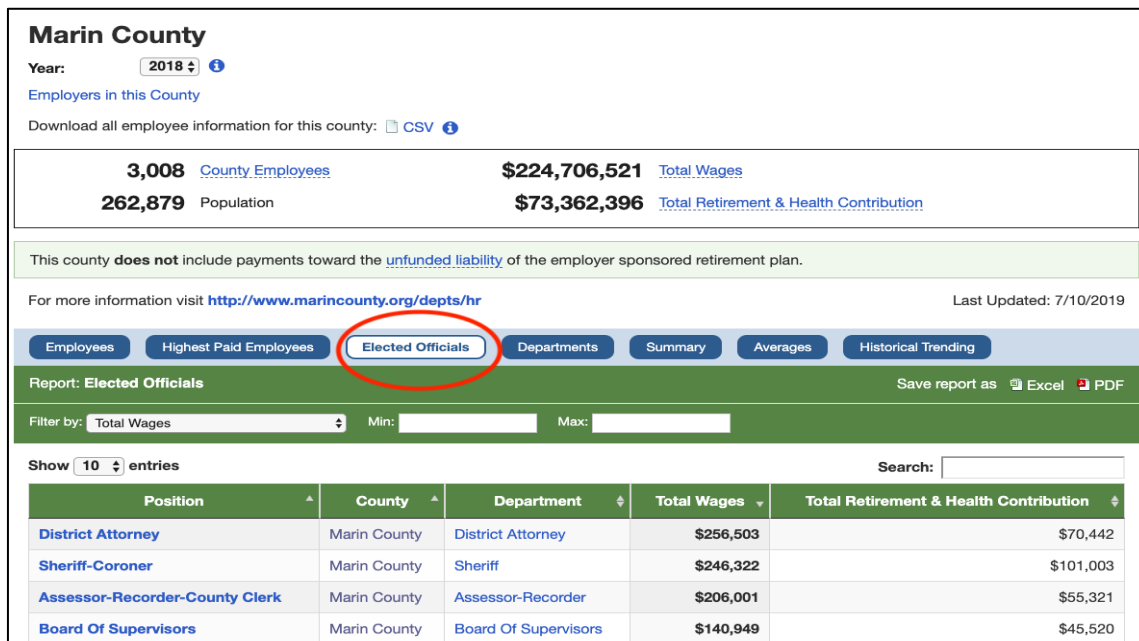 Marin County
Year: 2018
Employers in this County
Download all employee information for this county: CSV
3,008 County Employees $224,706,521 Total Wages
262,879 Population $73,362,396 Total Retirement & Health Contribution
This county does not include payments toward the unfunded liability of the employer sponsored retirement plan.
For more information visit http://www.marincounty.org/depts/hr Last Updated: 7/10/2019
Employees Highest Paid Employees Elected Officials Departments Summary Averages Historical Trending
Report: Elected Officials Save report as Excel PDF
Filter by: Total Wages Min: Max:
Show 10 entries Search:
Position County Department Total Wages Total Retirement & Health Contribution
District Attorney Marin County District Attorney $256,503 $70,442
Sheriff-Coroner Marin County Sheriff $246,322 $101,003
Assessor-Recorder-County Clerk Marin County Assessor-Recorder $206,001 $55,321
Board Of Supervisors Marin County Board Of Supervisors $140,949 $45,520